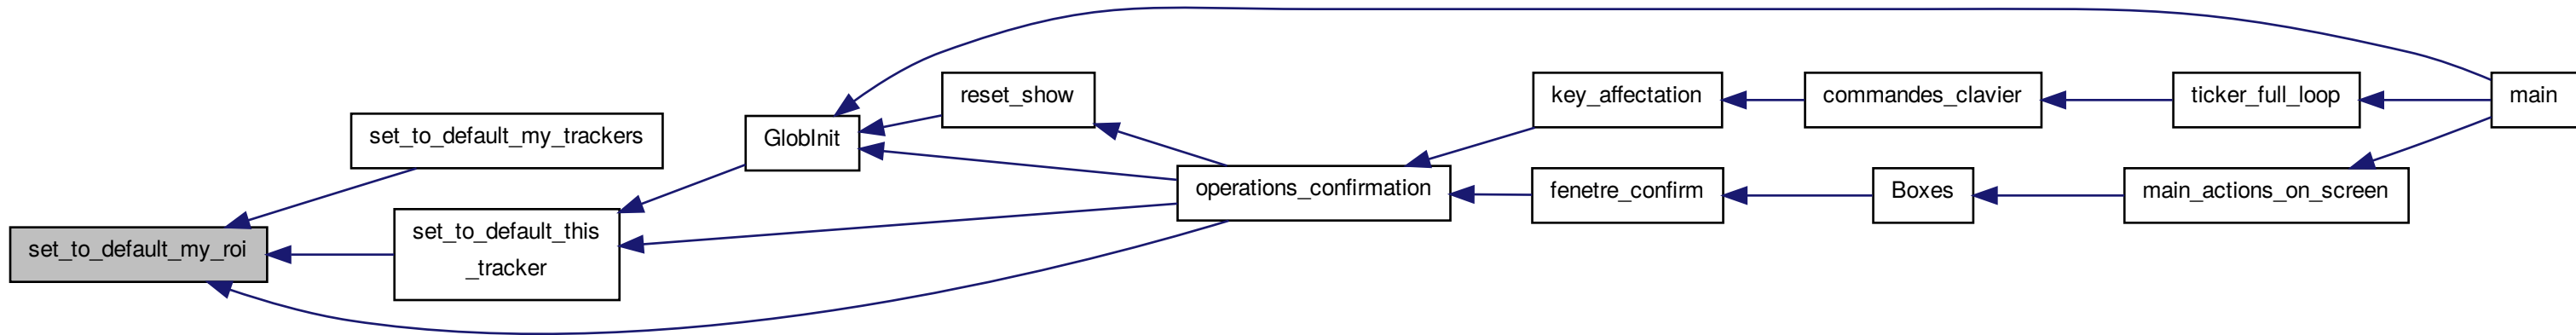 set_to_default_my_roi
set_to_default_my_trackers
set_to_default_this
_tracker
GlobInit
reset_show
operations_confirmation
key_affectation
fenetre_confirm
commandes_clavier
Boxes
ticker_full_loop
main_actions_on_screen
main